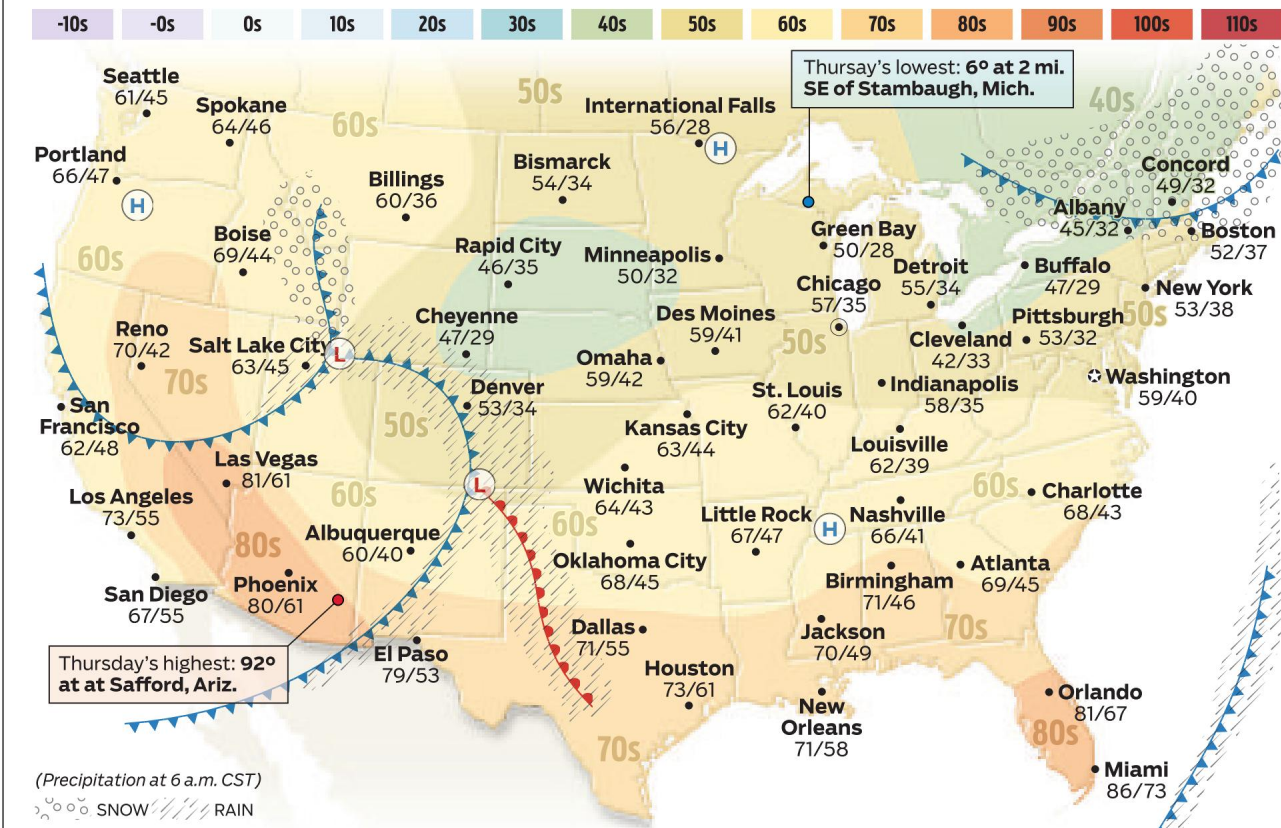 -10s -0s 0s 10s 20s 30s 40s 50s 60s 70s 80s 90s 100s 110s
Thursay's lowest: 6° at 2 mi.
SE of Stambaugh, Mich.
Seattle
61/45
Spokane
64/46
60s
50s
International Falls
56/28
H
40s
Portland
66/47
H
Billings
60/36
Bismarck
54/34
Concord
49/32
Albany
45/32
Boston
52/37
Boise
69/44
60s
Rapid City
46/35
Minneapolis
50/32
Green Bay
50/28
Detroit
55/34
Buffalo
47/29
Chicago
57/35
New York
53/38
50s
Reno
70/42
70s
Salt Lake City
63/45
L
Cheyenne
47/29
Des Moines
59/41
Omaha
59/42
50s
Cleveland
42/33
Pittsburgh
53/32
Denver
53/34
50s
St. Louis
62/40
Indianapolis
58/35
Washington
59/40
San
Francisco
62/48
Kansas City
63/44
Louisville
62/39
Las Vegas
81/61
60s
L
Wichita
64/43
60s
Charlotte
68/43
Los Angeles
73/55
80s
Albuquerque
60/40
60s
Oklahoma City
68/45
Little Rock
67/47
H
Nashville
66/41
San Diego
67/55
Phoenix
80/61
Birmingham
71/46
Atlanta
69/45
Thursday's highest: 92°
at at Safford, Ariz.
El Paso
79/53
Dallas
71/55
Jackson
70/49
70s
Houston
73/61
New
Orleans
71/58
Orlando
81/67
80s
70s
Miami
86/73
(Precipitation at 6 a.m. CST)
SNOW RAIN